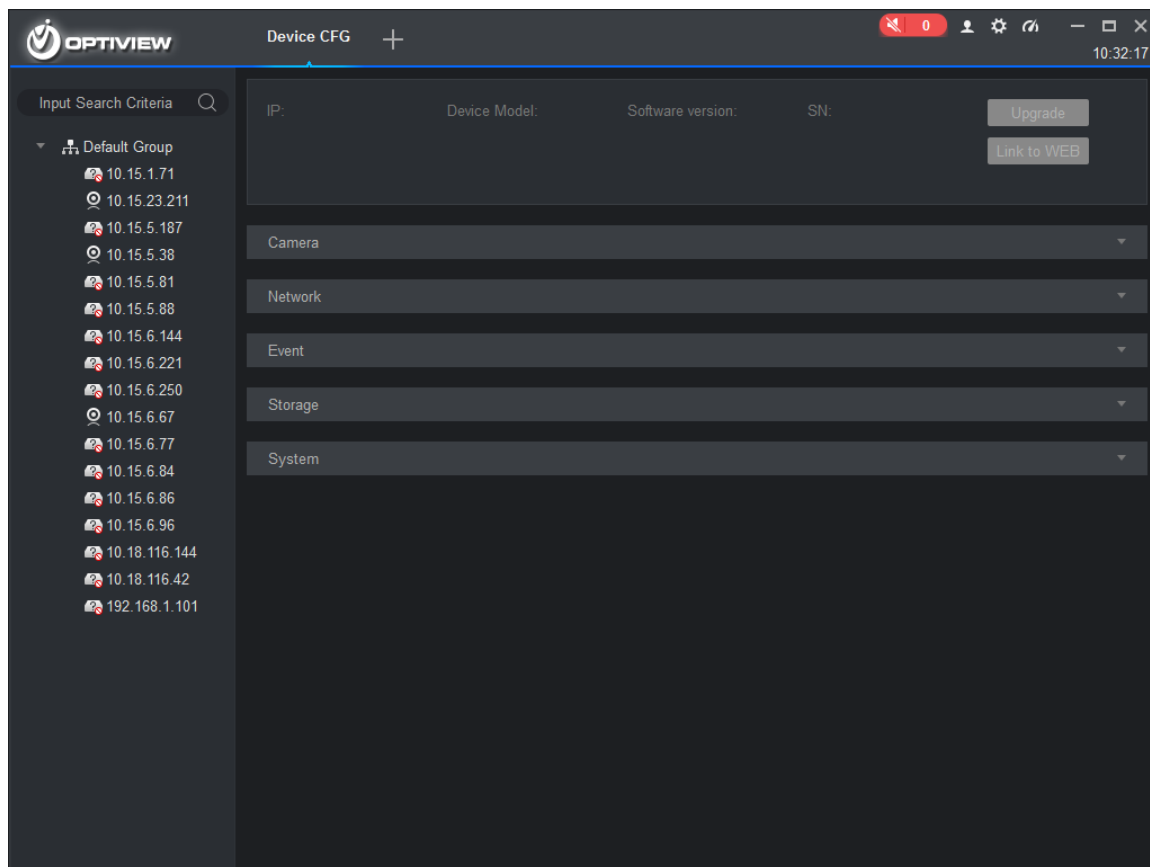 OPTIVIEW
Device CFG
0
10:32:17
Input Search Criteria
Default Group
10.15.1.71
10.15.23.211
10.15.5.187
10.15.5.38
10.15.5.81
10.15.5.88
10.15.6.144
10.15.6.221
10.15.6.250
10.15.6.67
10.15.6.77
10.15.6.84
10.15.6.86
10.15.6.96
10.18.116.144
10.18.116.42
192.168.1.101
IP: Device Model: Software version: SN:
Upgrade
Link to WEB
Camera
Network
Event
Storage
System